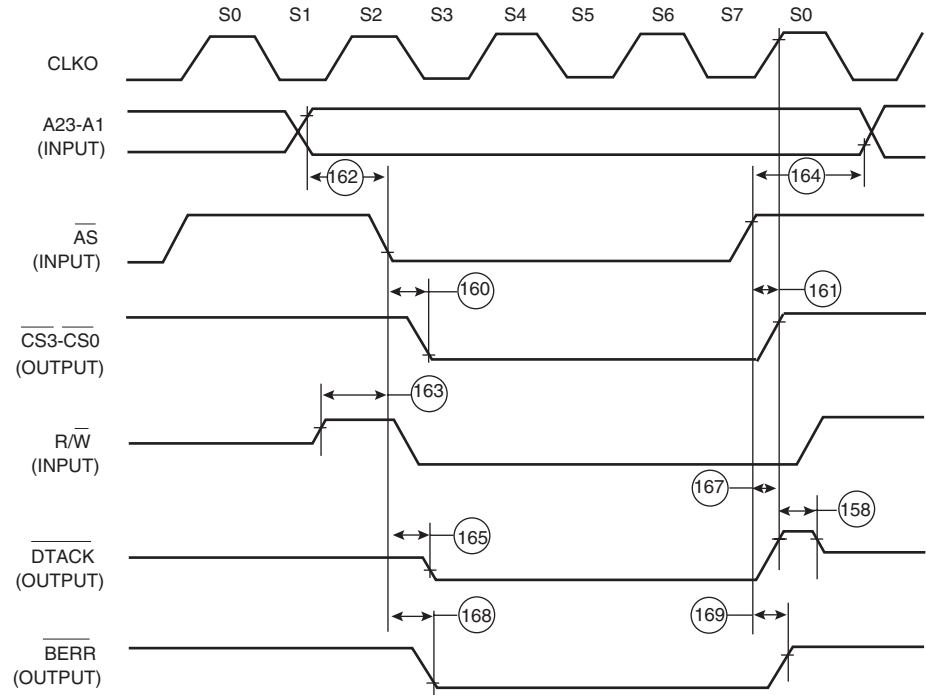 S0 S1 S2 S3 S4 S5 S6 S7 S0
CLKO
A23-A1
(INPUT)
162
164
AS
(INPUT)
160
161
CS3-CS0
(OUTPUT)
163
R/W
(INPUT)
167
158
165
DTACK
(OUTPUT)
168
169
BERR
(OUTPUT)